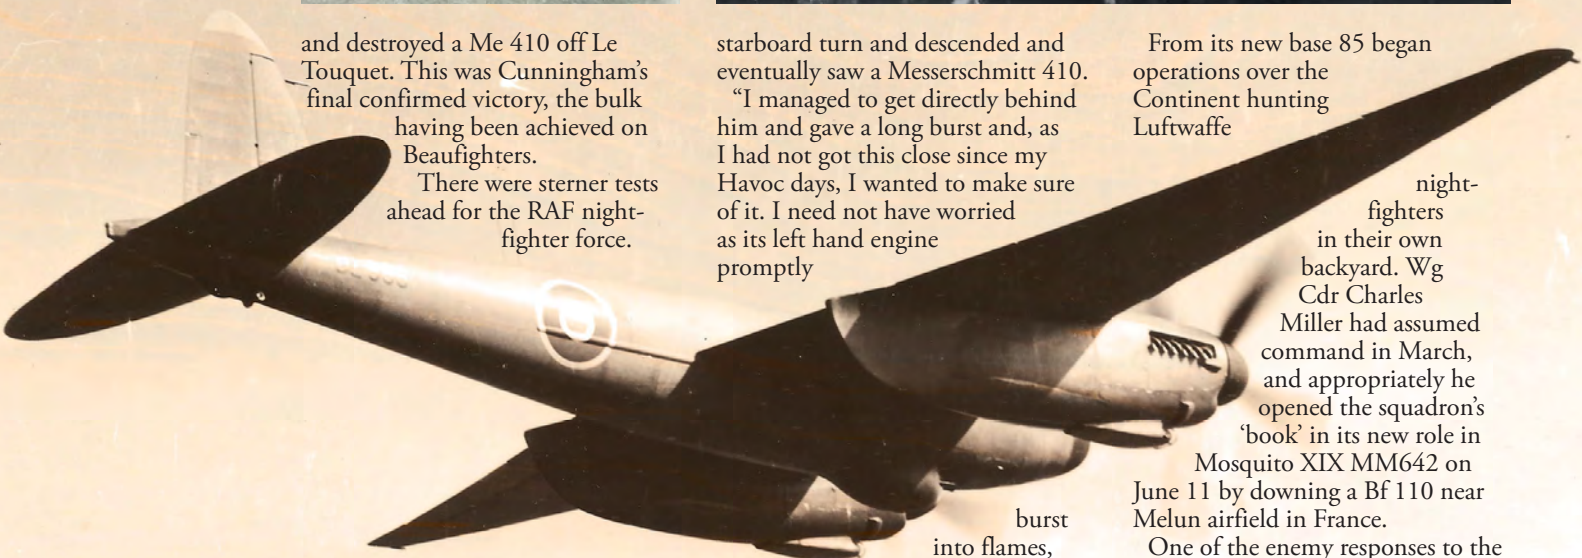 and destroyed a Me 410 off Le
Touquet. This was Cunningham's
final confirmed victory, the bulk
having been achieved on
Beaufighters.
There were sterner tests
ahead for the RAF night-
fighter force.
starboard turn and descended and
eventually saw a Messerschmitt 410.
“I managed to get directly behind
him and gave a long burst and, as
I had not got this close since my
Havoc days, I wanted to make sure
of it. I need not have worried
as its left hand engine
promptly
burst
into flames,
From its new base 85 began
operations over the
Continent hunting
Luftwaffe
night-
fighters
in their own
backyard. Wg
Cdr Charles
Miller had assumed
command in March,
and appropriately he
opened the squadron's
‘book’ in its new role in
Mosquito XIX MM642 on
June 11 by downing a Bf 110 near
Melun airfield in France.
One of the enemy responses to the